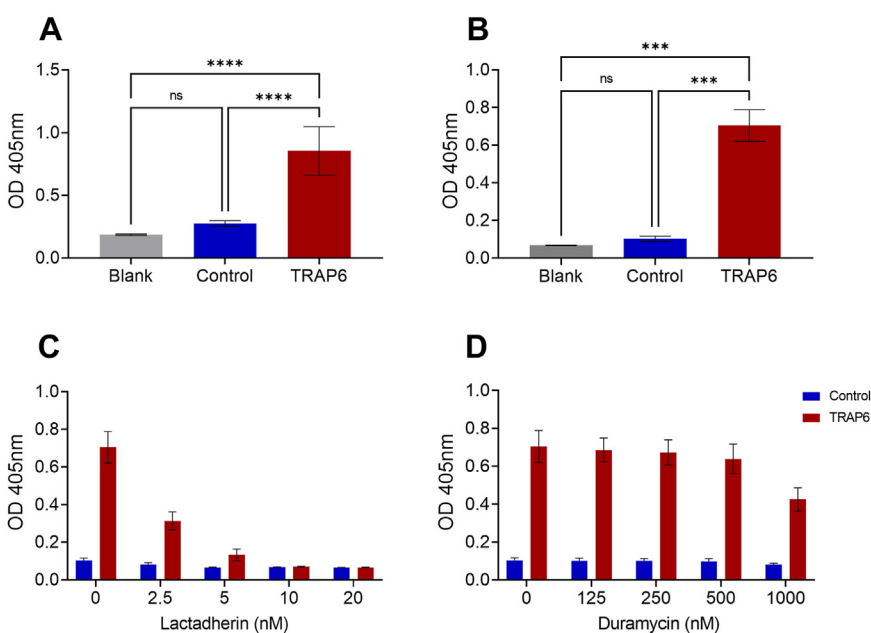 A
1.5
1.0
0.5
0.0
OD 405nm
****
ns
****
Blank
Control
TRAP6
B
1.0
0.8
0.6
0.4
0.2
0.0
OD 405nm
***
ns
***
Blank
Control
TRAP6
C
1.0
0.8
0.6
0.4
0.2
0.0
OD 405nm
0
2.5
5
10
20
Lactadherin (nM)
D
1.0
0.8
0.6
0.4
0.2
0.0
OD 405nm
0
125
250
500
1000
Duramycin (nM)
Control
TRAP6